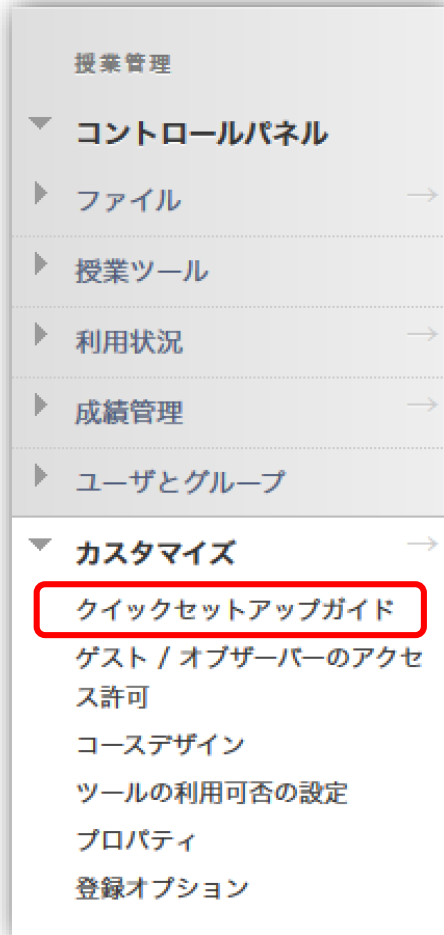 授業管理
コントロールパネル
ファイル
授業ツール
利用状況
成績管理
ユーザとグループ
カスタマイズ
クイックセットアップガイド
ゲスト / オブザーバーのアクセ
ス許可
コースデザイン
ツールの利用可否の設定
プロパティ
登録オプション